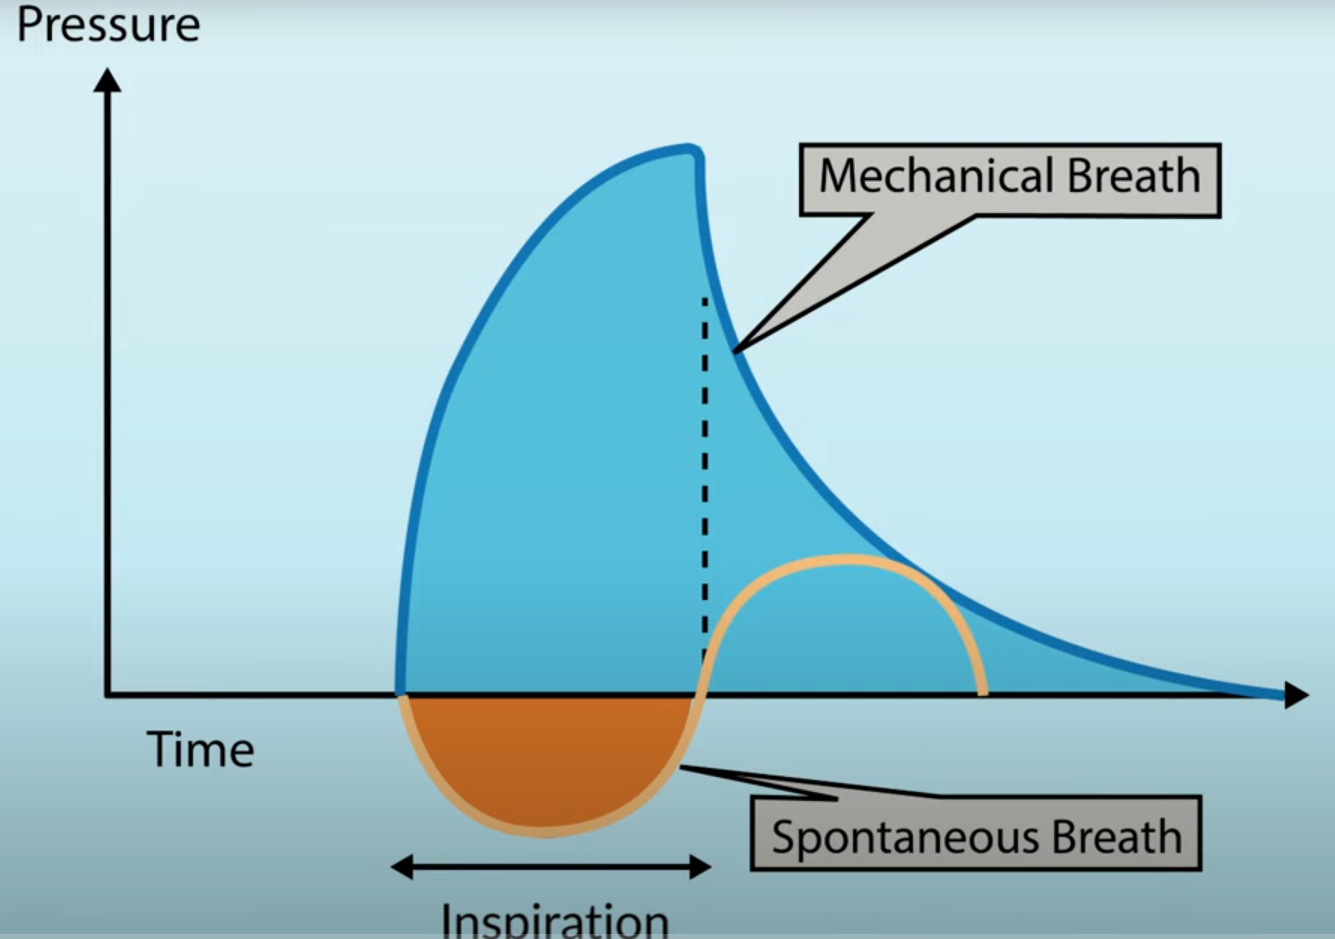 Pressure
Mechanical Breath
Time
Spontaneous Breath
Inspiration